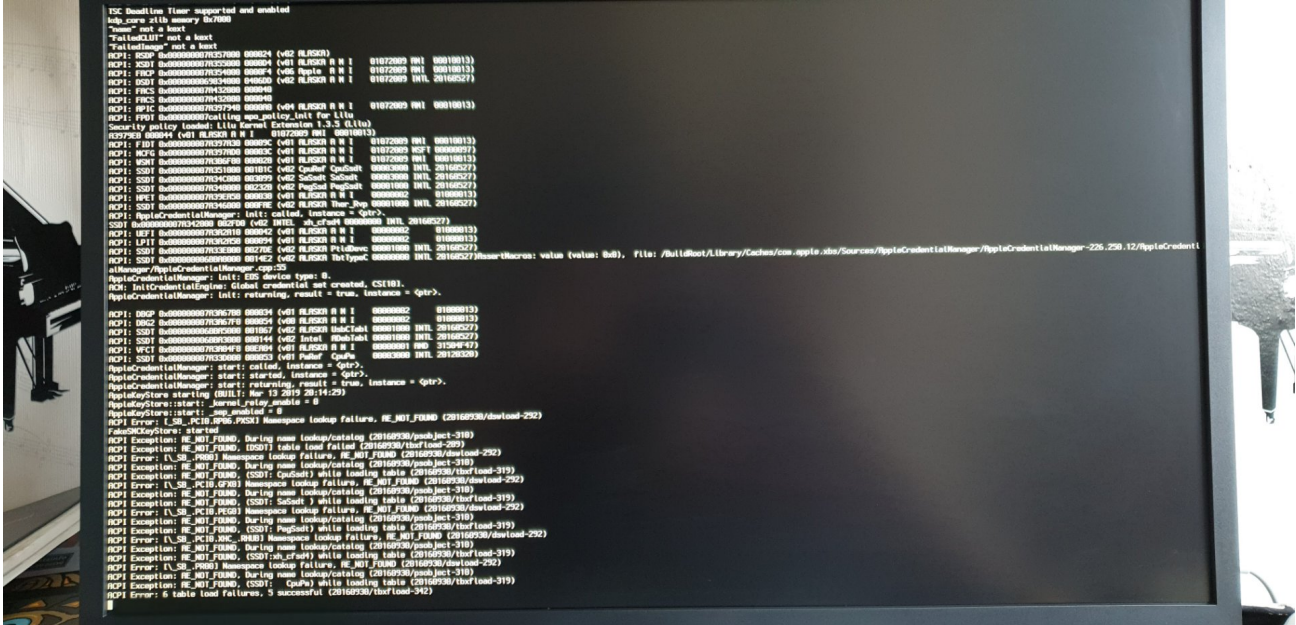 TSC Deadline Timer supported and enabled
kdp_core zlib memory 0x7000
"name" not a kext
"FailedCLUT" not a kext
"FailedImage" not a kext
ACPI: RSDP 0x000000007A357000 000024 (v02 ALASKA)
ACPI: XSDT 0x000000007A355000 0000D4 (v01 ALASKA A M I    01072009 AMI  00010013)
ACPI: FACP 0x000000007A354000 0000F4 (v06 Apple  A M I    01072009 AMI  00010013)
ACPI: DSDT 0x0000000069834000 (v02 ALASKA A M I    01072009 INTL 20160527)
ACPI: FACS 0x000000007A432000 000040
ACPI: FACS 0x000000007A432000 000040
ACPI: APIC 0x000000007A397948 (v04 ALASKA A M I    01072009 AMI  00010013)
ACPI: FPDT 0x000000007calling mpo_policy_init for Lilu
Security policy loaded: Lilu Kernel Extension 1.3.5 (Lilu)
A3979E8 000044 (v01 ALASKA A M I    01072009 AMI  00010013)
ACPI: FIDT 0x000000007A397A30 00009C (v01 ALASKA A M I    01072009 AMI  00010013)
ACPI: MCFG 0x000000007A397AD0 00003C (v01 ALASKA A M I    01072009 MSFT 00000097)
ACPI: WSMT 0x000000007A3B6F80 000028 (v01 ALASKA A M I    01072009 AMI  00010013)
ACPI: SSDT 0x000000007A351000 001B1C (v02 CpuRef CpuSsdt  00003000 INTL 20160527)
ACPI: SSDT 0x000000007A34C000 003099 (v02 SaSsdt SaSsdt   00003000 INTL 20160527)
ACPI: SSDT 0x000000007A348000 002328 (v02 PegSsd PegSsdt  00001000 INTL 20160527)
ACPI: HPET 0x000000007A39EA50 000038 (v01 ALASKA A M I    00000002      01000013)
ACPI: SSDT 0x000000007A346000 000FAE (v02 ALASKA Ther_Rvp 00001000 INTL 20160527)
ACPI: AppleCredentialManager: init: called, instance = <ptr>.
SSDT 0x000000007A342000 002FD0 (v02 INTEL  xh_cfsd4 00000000 INTL 20160527)
ACPI: UEFI 0x000000007A3A2A10 000042 (v01 ALASKA A M I    00000002      01000013)
ACPI: LPIT 0x000000007A3A2A58 000094 (v01 ALASKA A M I    00000002      01000013)
ACPI: SSDT 0x000000007A33E000 0027DE (v02 ALASKA PtidDevc 00001000 INTL 20160527)
ACPI: SSDT 0x000000006B8A8000 0014E2 (v02 ALASKA TbtTypeC 00000000 INTL 20160527)AssertMacros: value (value: 0x0),  file: /BuildRoot/Library/Caches/com.apple.xbs/Sources/AppleCredentialManager/AppleCredentialManager-226.250.12/AppleCredenti
alManager/AppleCredentialManager.cpp:55
AppleCredentialManager: init: EOS device type: 0.
ACM: InitCredentialEngine: Global credential set created, CS[18].
AppleCredentialManager: init: returning, result = true, instance = <ptr>.
ACPI: DBGP 0x000000007A3A67B8 000034 (v01 ALASKA A M I    00000002      01000013)
ACPI: DBG2 0x000000007A3A67F0 000054 (v00 ALASKA A M I    00000002      01000013)
ACPI: SSDT 0x000000006B8A5000 001B67 (v02 ALASKA UsbCTabl 00001000 INTL 20160527)
ACPI: SSDT 0x000000006B8A3000 000144 (v02 Intel  ADebTabl 00001000 INTL 20160527)
ACPI: VFCT 0x000000007A3A84F8 00EA84 (v01 ALASKA A M I    00000001 AMD  31504F47)
ACPI: SSDT 0x000000007A33D000 000053 (v01 PmRef  CpuPm    00003000 INTL 20120320)
AppleCredentialManager: start: called, instance = <ptr>.
AppleCredentialManager: start: started, instance = <ptr>.
AppleCredentialManager: start: returning, result = true, instance = <ptr>.
AppleKeyStore starting (BUILT: Mar 13 2019 20:14:29)
AppleKeyStore::start: _kernel_relay_enable = 0
AppleKeyStore::start: _sep_enabled = 0
ACPI Error: [_SB_.PCI0.RP06.PXSX] Namespace lookup failure, AE_NOT_FOUND (20160930/dswload-292)
FakeSMCKeyStore: started
ACPI Exception: AE_NOT_FOUND, During name lookup/catalog (20160930/psobject-310)
ACPI Exception: AE_NOT_FOUND, [DSDT] table load failed (20160930/tbxfload-289)
ACPI Error: [\_SB_.PR00] Namespace lookup failure, AE_NOT_FOUND (20160930/dswload-292)
ACPI Exception: AE_NOT_FOUND, During name lookup/catalog (20160930/psobject-310)
ACPI Exception: AE_NOT_FOUND, (SSDT: CpuSsdt) while loading table (20160930/tbxfload-319)
ACPI Error: [\_SB_.PCI0.GFX0] Namespace lookup failure, AE_NOT_FOUND (20160930/dswload-292)
ACPI Exception: AE_NOT_FOUND, During name lookup/catalog (20160930/psobject-310)
ACPI Exception: AE_NOT_FOUND, (SSDT: SaSsdt ) while loading table (20160930/tbxfload-319)
ACPI Error: [\_SB_.PCI0.PEG0] Namespace lookup failure, AE_NOT_FOUND (20160930/dswload-292)
ACPI Exception: AE_NOT_FOUND, During name lookup/catalog (20160930/psobject-310)
ACPI Exception: AE_NOT_FOUND, (SSDT: PegSsdt) while loading table (20160930/tbxfload-319)
ACPI Error: [\_SB_.PCI0.XHC_.RHUB] Namespace lookup failure, AE_NOT_FOUND (20160930/dswload-292)
ACPI Exception: AE_NOT_FOUND, During name lookup/catalog (20160930/psobject-310)
ACPI Exception: AE_NOT_FOUND, (SSDT:xh_cfsd4) while loading table (20160930/tbxfload-319)
ACPI Error: [\_SB_.PR00] Namespace lookup failure, AE_NOT_FOUND (20160930/dswload-292)
ACPI Exception: AE_NOT_FOUND, During name lookup/catalog (20160930/psobject-310)
ACPI Exception: AE_NOT_FOUND, (SSDT:   CpuPm) while loading table (20160930/tbxfload-319)
ACPI Error: 6 table load failures, 5 successful (20160930/tbxfload-342)